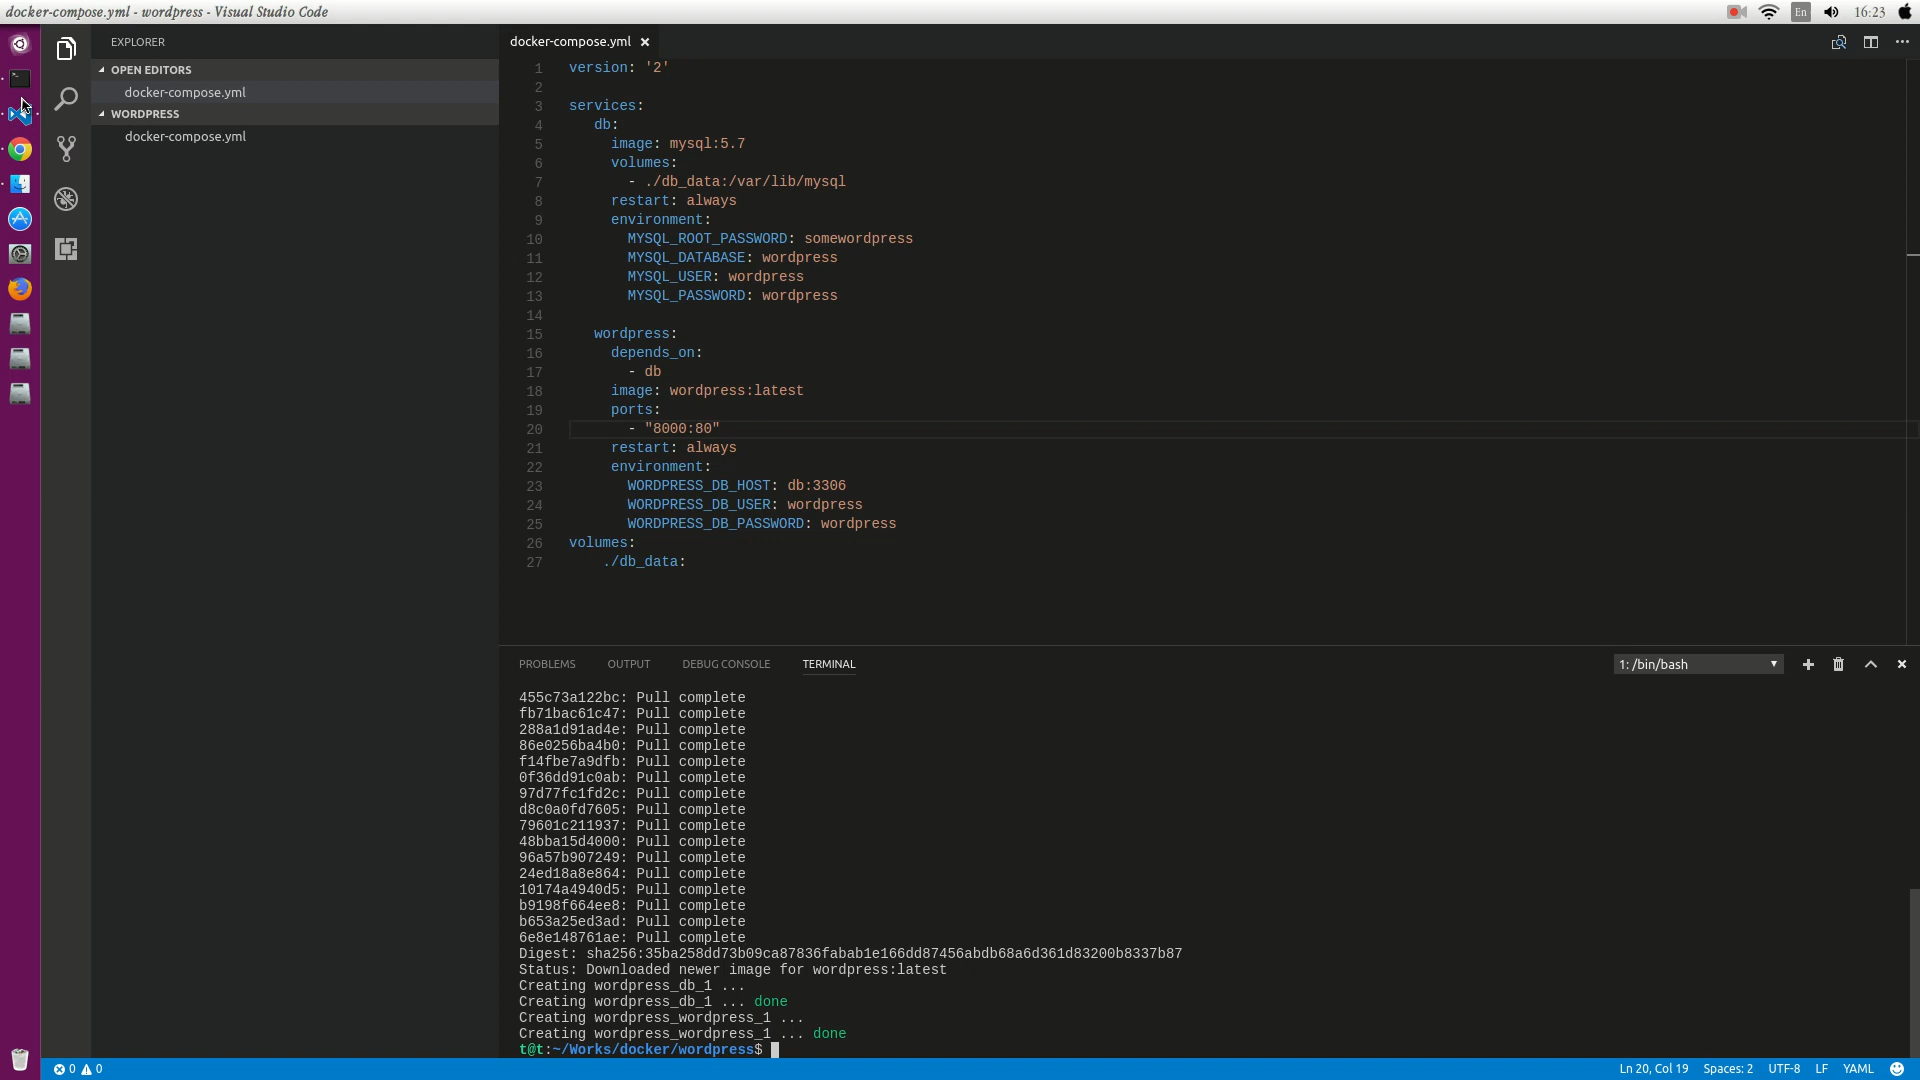 docker-compose.yml - wordpress - Visual Studio Code
En
16:23
EXPLORER
OPEN EDITORS
docker-compose.yml
WORDPRESS
docker-compose.yml
docker-compose.yml ×
1 version: '2'
2
3 services:
4 db:
5 image: mysql:5.7
6 volumes:
7 - ./db_data:/var/lib/mysql
8 restart: always
9 environment:
10 MYSQL_ROOT_PASSWORD: somewordpress
11 MYSQL_DATABASE: wordpress
12 MYSQL_USER: wordpress
13 MYSQL_PASSWORD: wordpress
14
15 wordpress:
16 depends_on:
17 - db
18 image: wordpress:latest
19 ports:
20 - "8000:80"
21 restart: always
22 environment:
23 WORDPRESS_DB_HOST: db:3306
24 WORDPRESS_DB_USER: wordpress
25 WORDPRESS_DB_PASSWORD: wordpress
26 volumes:
27 ./db_data:
PROBLEMS OUTPUT DEBUG CONSOLE TERMINAL
1: /bin/bash
455c73a122bc: Pull complete
fb71bac61c47: Pull complete
288a1d91ad4e: Pull complete
86e0256ba4b0: Pull complete
f14fbe7a9dfb: Pull complete
0f36dd91c0ab: Pull complete
97d77fc1fd2c: Pull complete
d8c0a0fd7605: Pull complete
79601c211937: Pull complete
48bba15d4000: Pull complete
96a57b907249: Pull complete
24ed18a8e864: Pull complete
10174a4940d5: Pull complete
b9198f664ee8: Pull complete
b653a25ed3ad: Pull complete
6e8e148761ae: Pull complete
Digest: sha256:35ba258dd73b09ca87836fabab1e166dd87456abdb68a6d361d83200b8337b87
Status: Downloaded newer image for wordpress:latest
Creating wordpress_db_1 ...
Creating wordpress_db_1 ... done
Creating wordpress_wordpress_1 ...
Creating wordpress_wordpress_1 ... done
t@t:~/Works/docker/wordpress$
0 0
Ln 20, Col 19 Spaces: 2 UTF-8 LF YAML